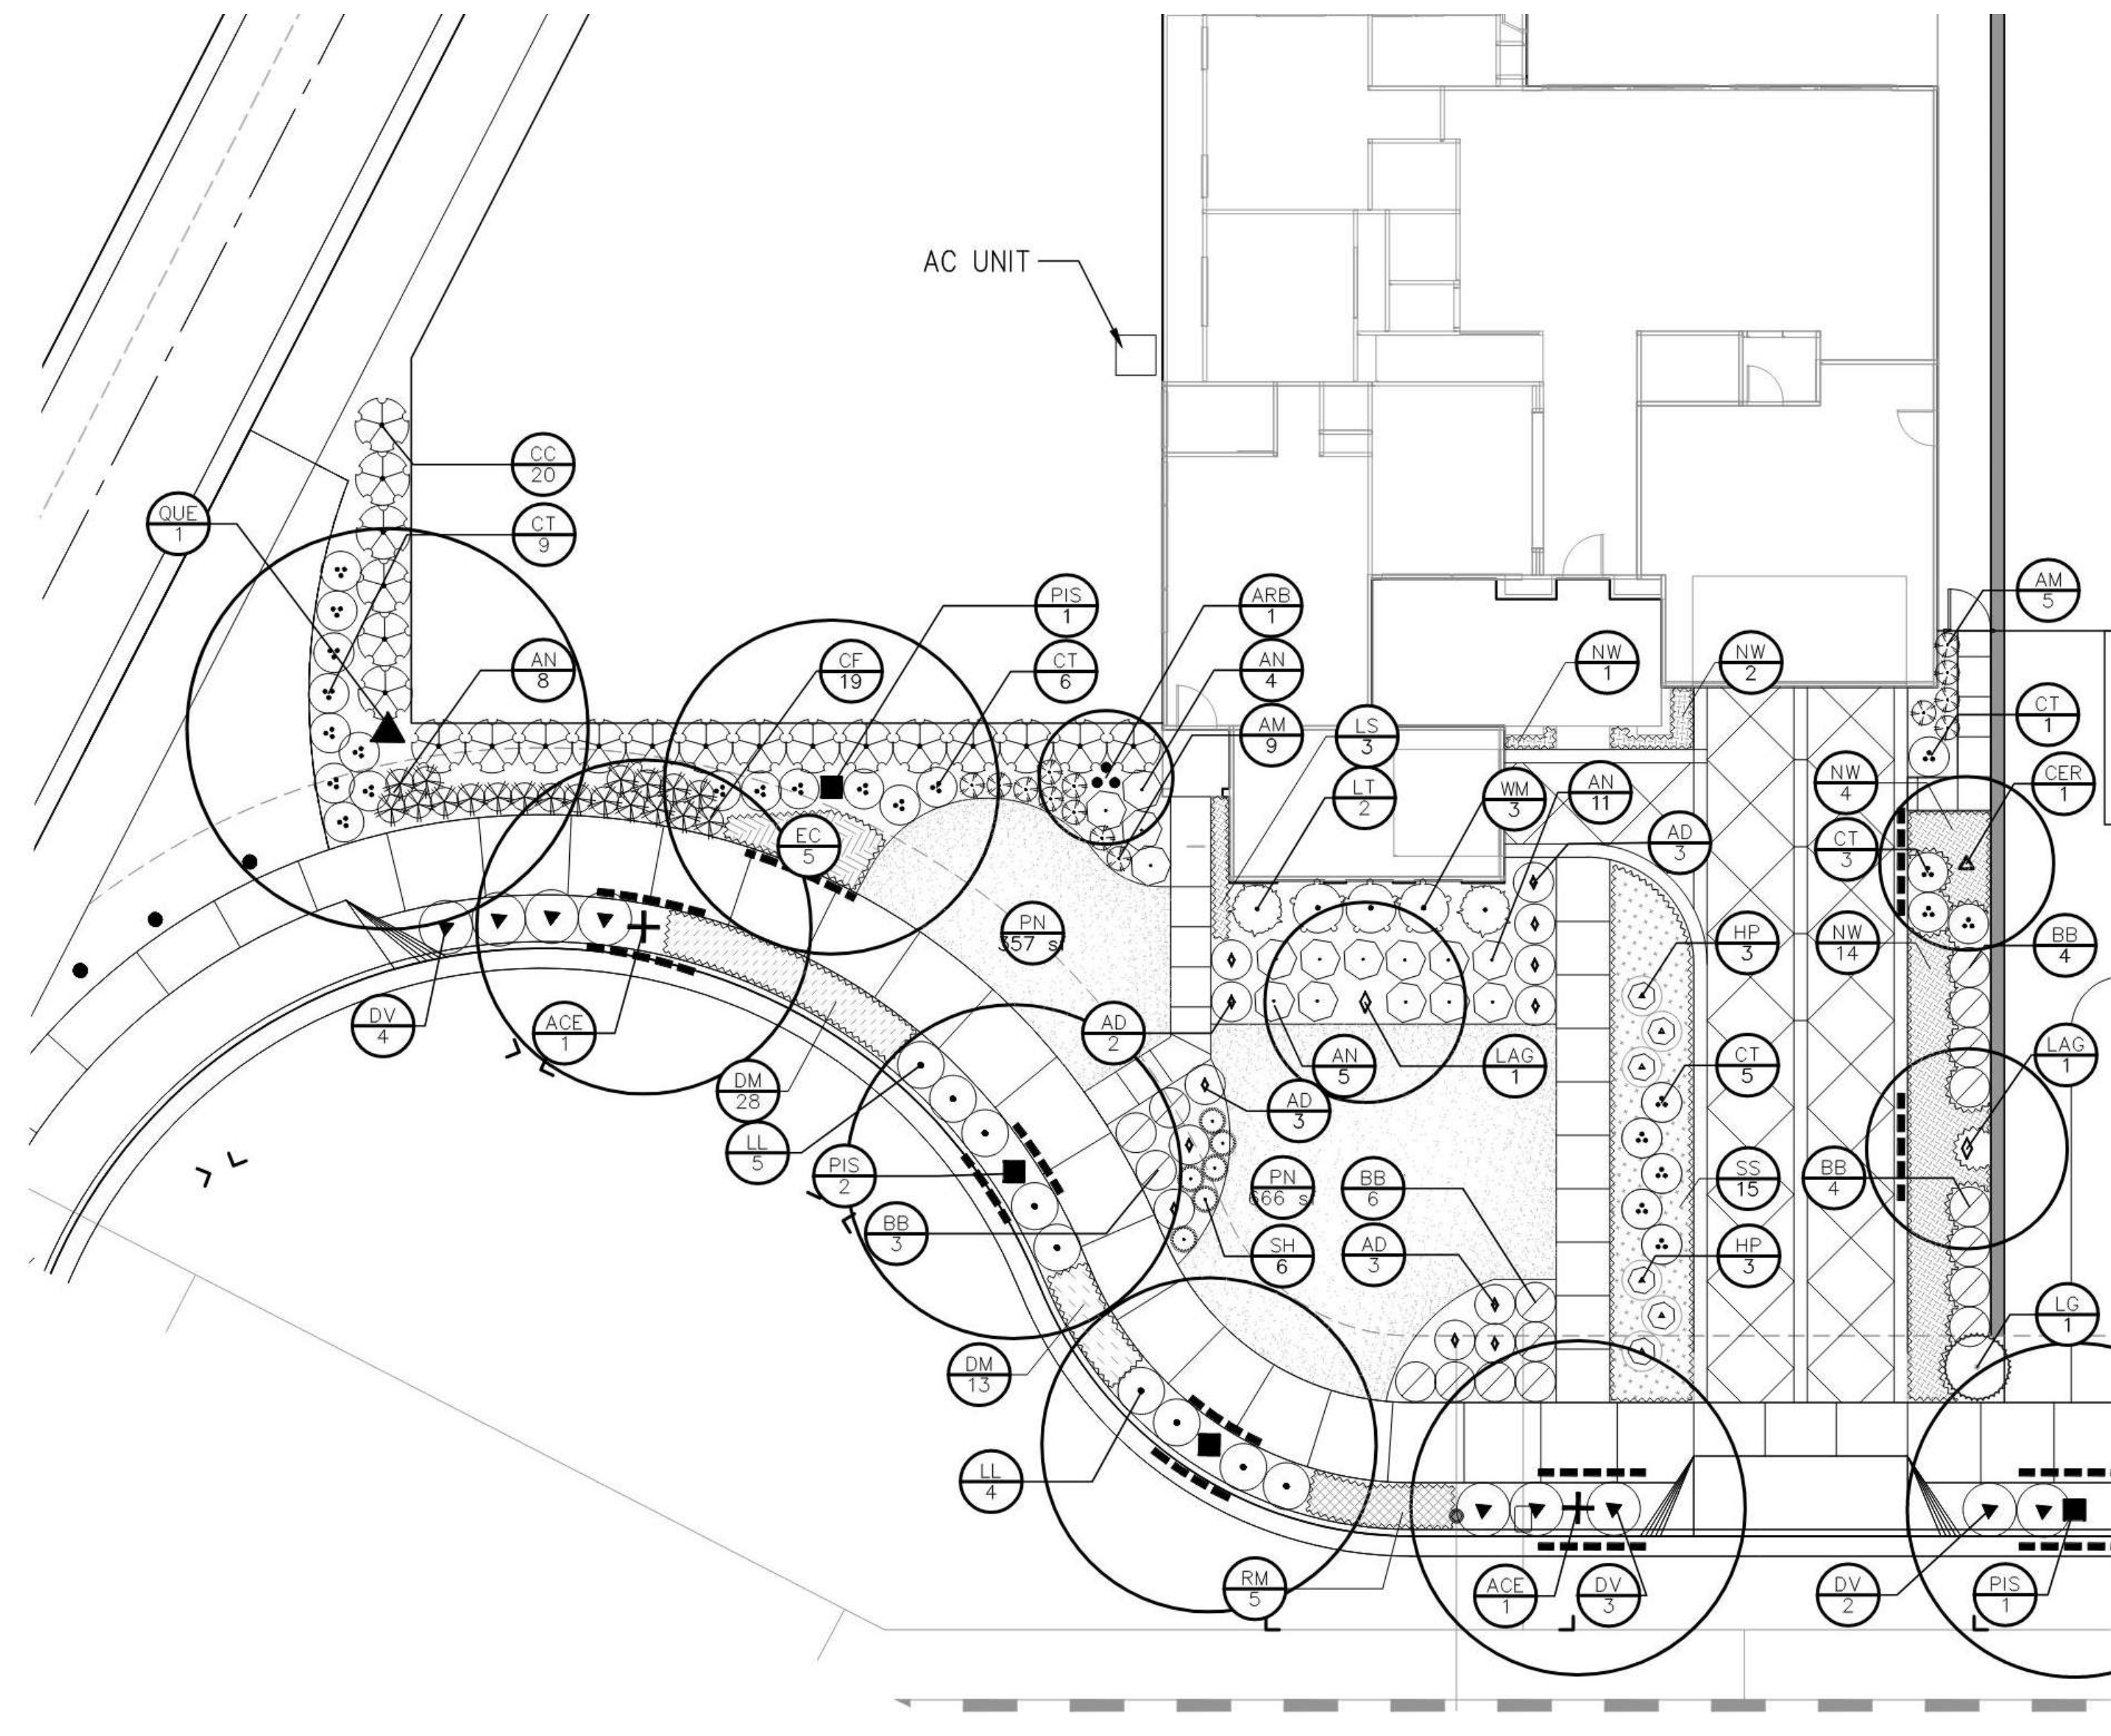 AC UNIT
CC
20
QUE
1
CT
9
AN
8
PIS
1
ARB
1
AM
5
CF
19
CT
6
AN
4
NW
1
NW
2
AM
9
LS
3
CT
1
LT
2
WM
3
AN
11
NW
4
CER
1
EC
5
AD
3
CT
3
PN
357 sf
HP
3
NW
14
BB
4
DV
4
ACE
1
AD
2
AN
5
LAG
1
CT
5
LAG
1
DM
28
AD
3
LL
5
PIS
2
PN
666 sf
BB
6
SS
15
BB
4
BB
3
SH
6
AD
3
HP
3
LG
1
DM
13
LL
4
RM
5
ACE
1
DV
3
DV
2
PIS
1